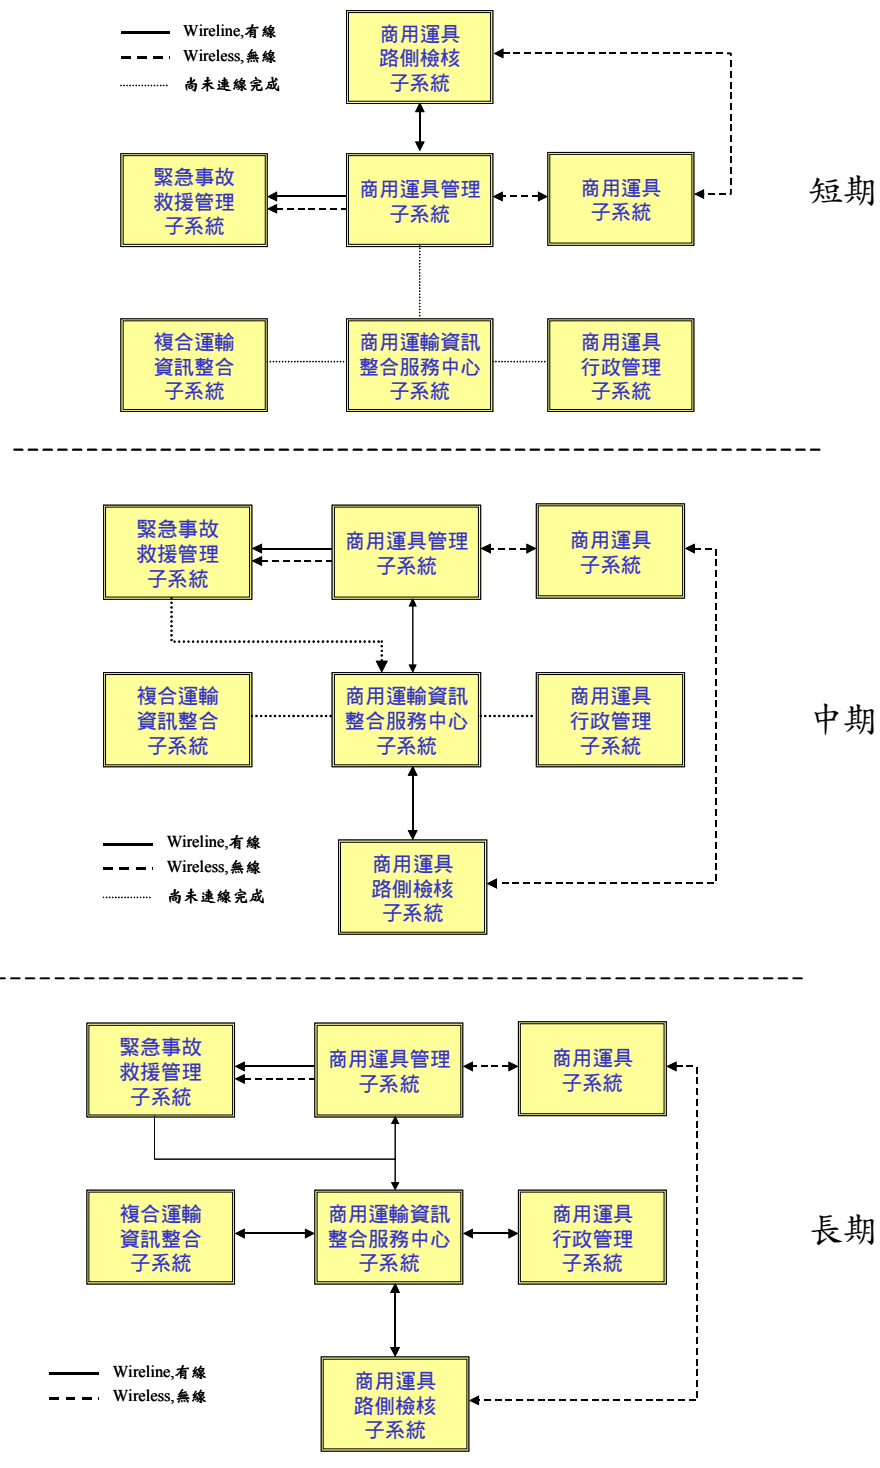 Wireline,有線
Wireless,無線
尚未連線完成
商用運具
路側檢核
子系統
緊急事故
救援管理
子系統
商用運具管理
子系統
商用運具
子系統
短期
複合運輸
資訊整合
子系統
商用運輸資訊
整合服務中心
子系統
商用運具
行政管理
子系統
緊急事故
救援管理
子系統
商用運具管理
子系統
商用運具
子系統
複合運輸
資訊整合
子系統
商用運輸資訊
整合服務中心
子系統
商用運具
行政管理
子系統
中期
Wireline,有線
Wireless,無線
尚未連線完成
商用運具
路側檢核
子系統
緊急事故
救援管理
子系統
商用運具管理
子系統
商用運具
子系統
複合運輸
資訊整合
子系統
商用運輸資訊
整合服務中心
子系統
商用運具
行政管理
子系統
長期
Wireline,有線
Wireless,無線
商用運具
路側檢核
子系統